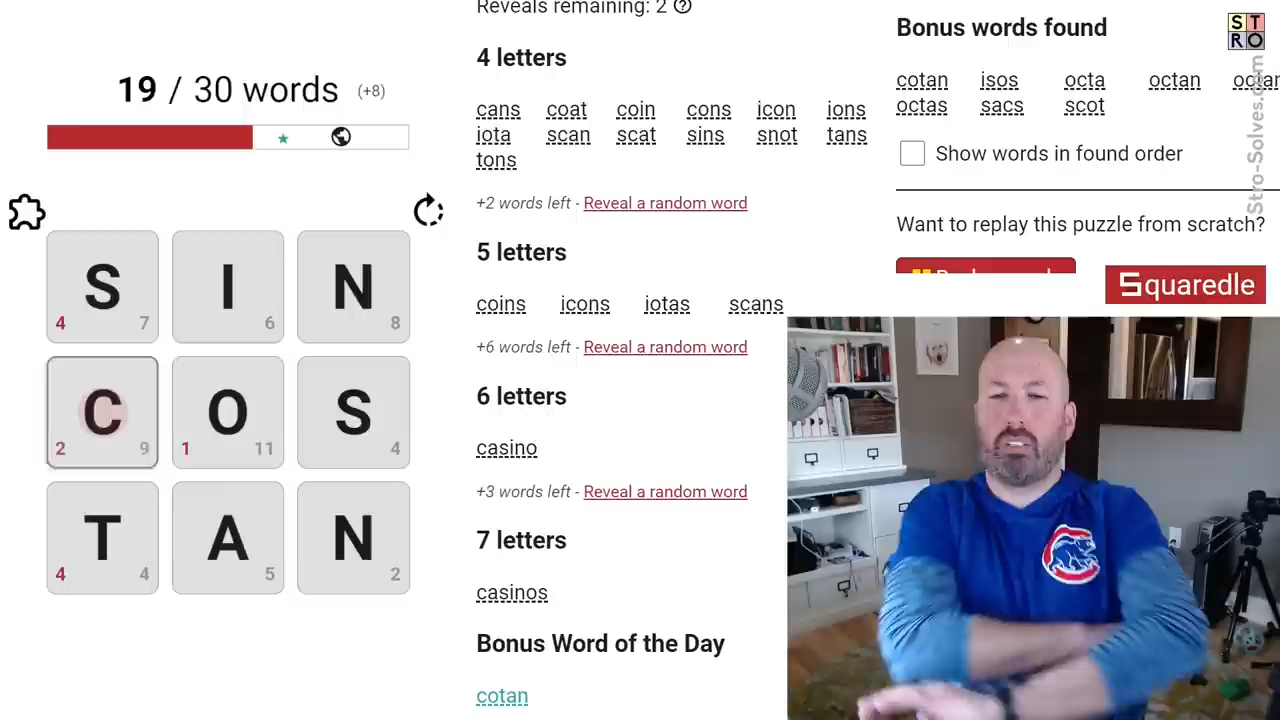 Reveals remaining: 2 ?
19 / 30 words (+8)
S I N
4 7 6 8
C O S
2 9 1 11 4
T A N
4 4 5 2
4 letters
cans coat coin cons icon ions
iota scan scat sins snot tans
tons
+2 words left - Reveal a random word
5 letters
coins icons iotas scans
+6 words left - Reveal a random word
6 letters
casino
+3 words left - Reveal a random word
7 letters
casinos
Bonus Word of the Day
cotan
Bonus words found
cotan isos octa octan
octas sacs scot
Show words in found order
Want to replay this puzzle from scratch?
Squaredle
S T
R O
Stro-Solves.com